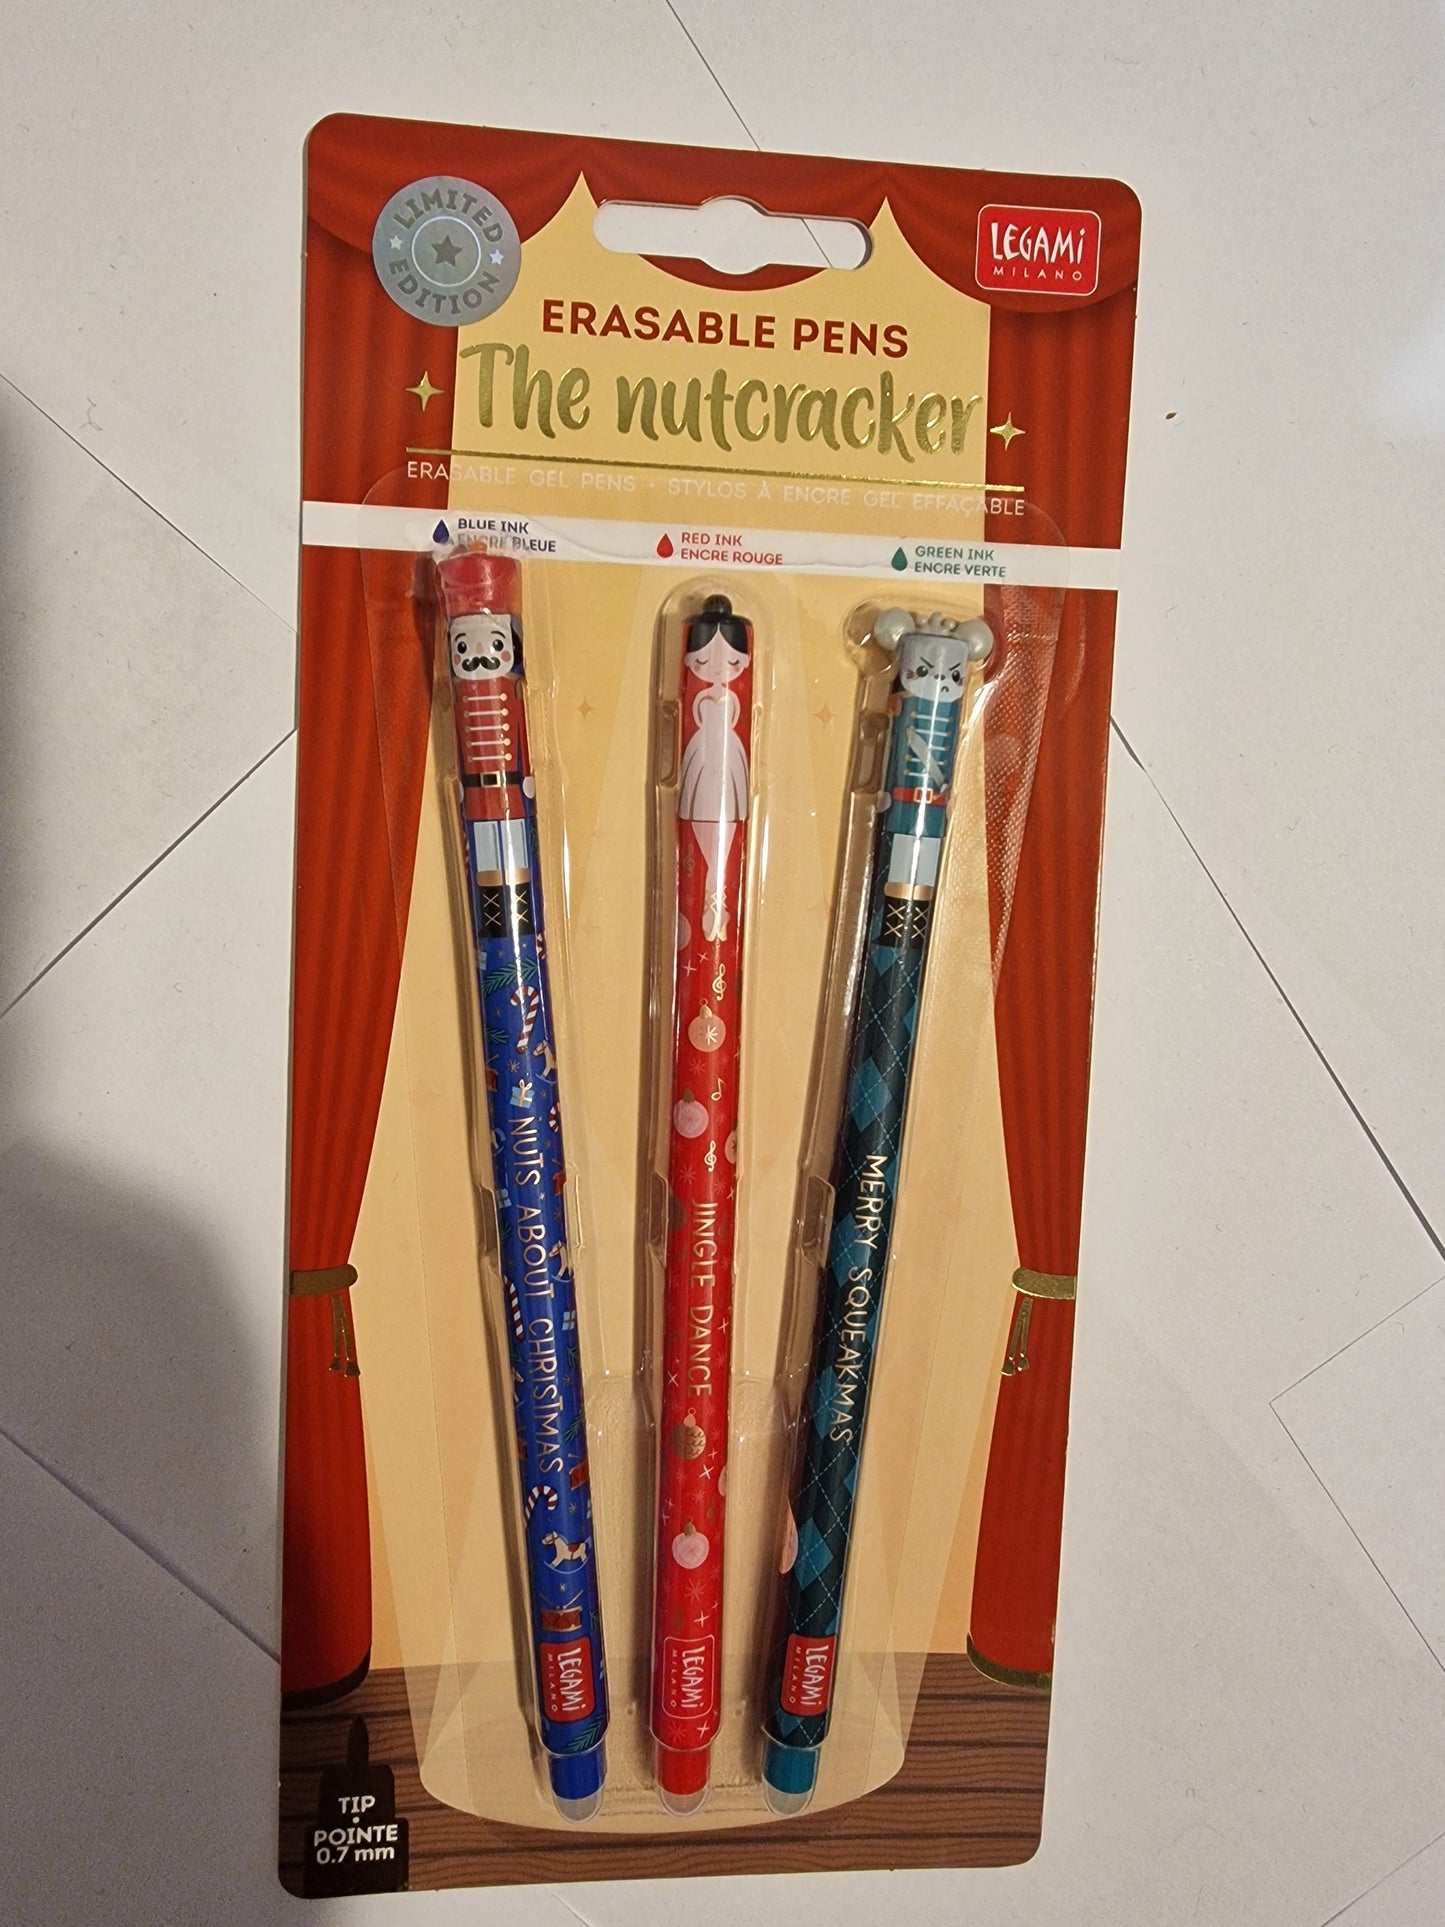 LIMITED EDITION
LEGAMI
MILANO
ERASABLE PENS
The nutcracker
ERASABLE GEL PENS • STYLOS À ENCRE GEL EFFAÇABLE
BLUE INK
ENCRE BLEUE
RED INK
ENCRE ROUGE
GREEN INK
ENCRE VERTE
NUTS ABOUT CHRISTMAS
JINGLE DANCE
MERRY SQUEAKMAS
LEGAMI
MILANO
LEGAMI
MILANO
LEGAMI
MILANO
TIP
•
POINTE
0.7 mm